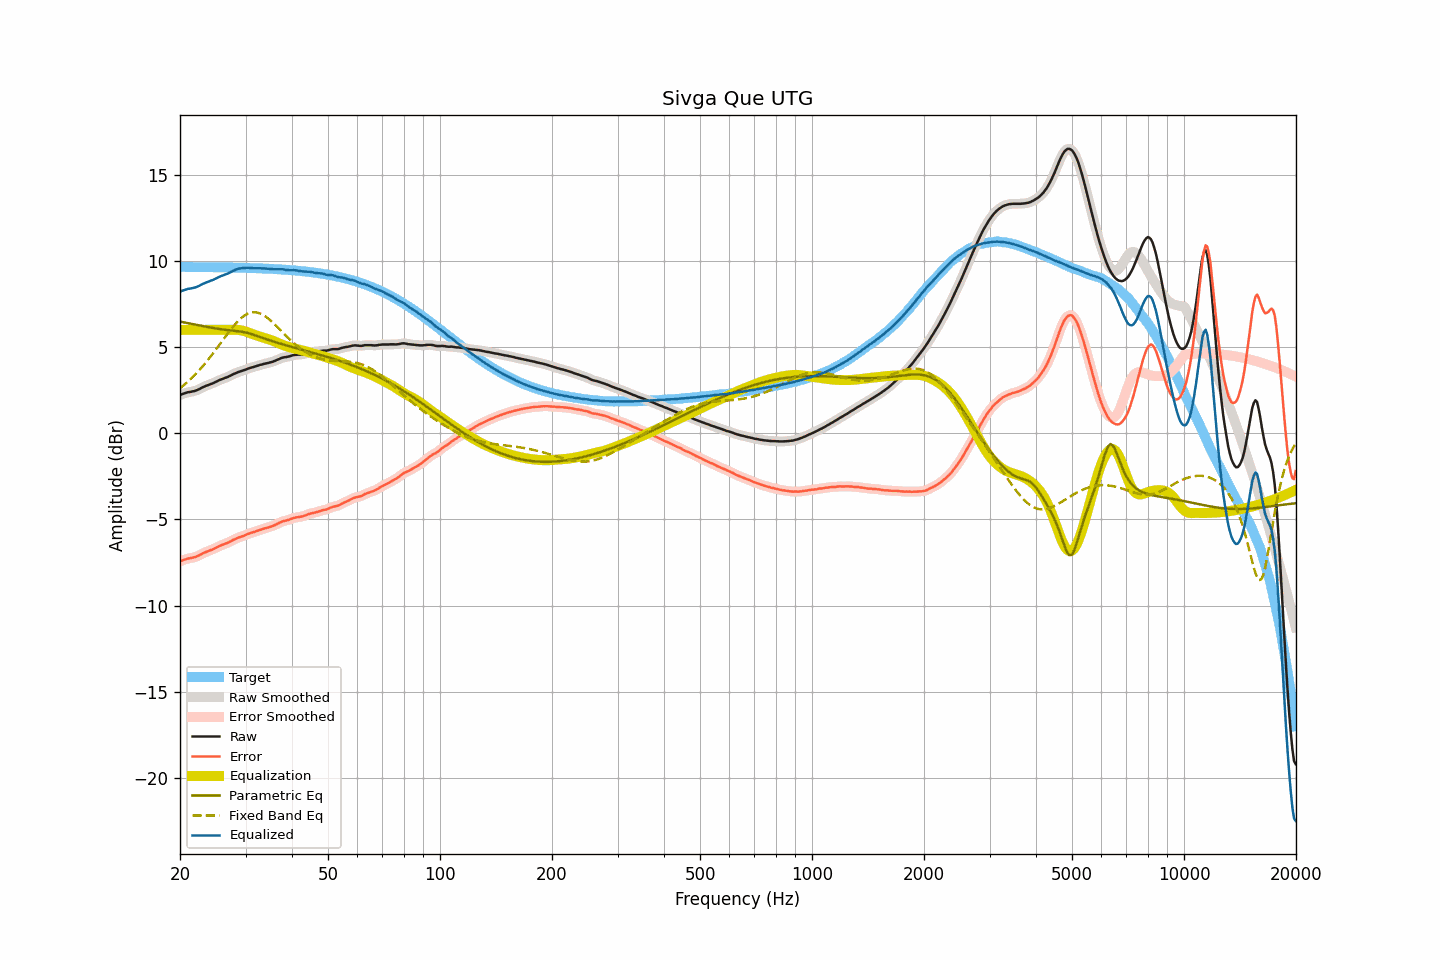 Sivga Que UTG
Amplitude (dBr)
15
10
5
0
−5
−10
−15
−20
Target
Raw Smoothed
Error Smoothed
Raw
Error
Equalization
Parametric Eq
Fixed Band Eq
Equalized
20 50 100 200 500 1000 2000 5000 10000 20000
Frequency (Hz)